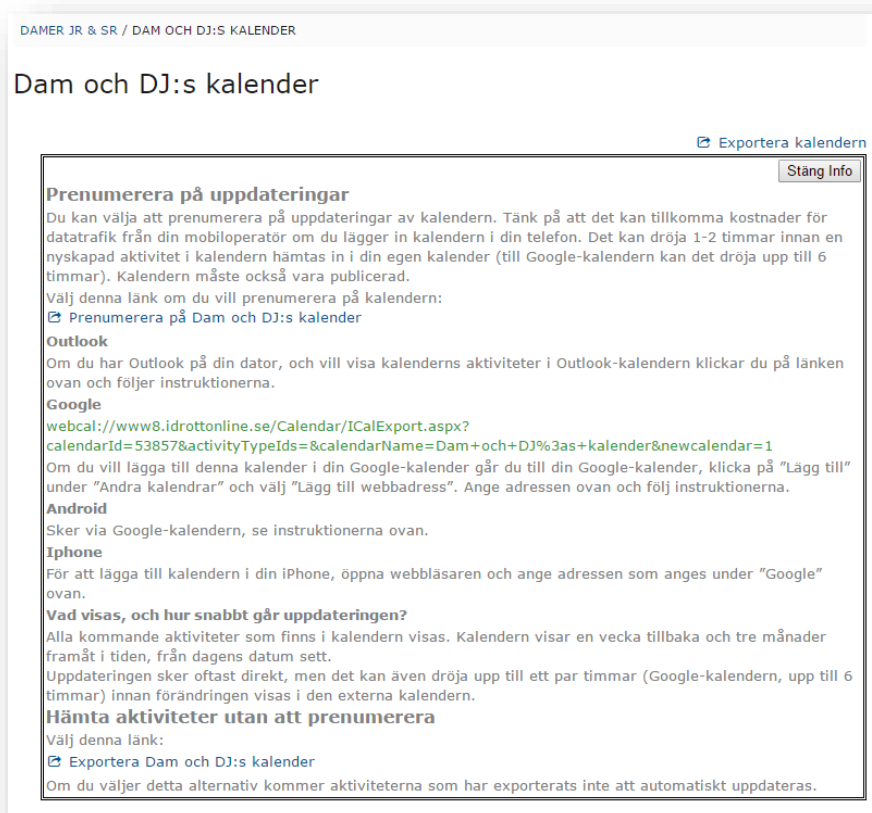 DAMER JR & SR / DAM OCH DJ:S KALENDER
Dam och DJ:s kalender
Exportera kalendern
Stäng Info
Prenumerera på uppdateringar
Du kan välja att prenumerera på uppdateringar av kalendern. Tänk på att det kan tillkomma kostnader för
datatrafik från din mobiloperatör om du lägger in kalendern i din telefon. Det kan dröja 1-2 timmar innan en
nyskapad aktivitet i kalendern hämtas in i din egen kalender (till Google-kalendern kan det dröja upp till 6
timmar). Kalendern måste också vara publicerad.
Välj denna länk om du vill prenumerera på kalendern:
Prenumerera på Dam och DJ:s kalender
Outlook
Om du har Outlook på din dator, och vill visa kalenderns aktiviteter i Outlook-kalendern klickar du på länken
ovan och följer instruktionerna.
Google
webcal://www8.idrottonline.se/Calendar/ICalExport.aspx?
calendarId=53857&activityTypeIds=&calendarName=Dam+och+DJ%3as+kalender&newcalendar=1
Om du vill lägga till denna kalender i din Google-kalender går du till din Google-kalender, klicka på ”Lägg till”
under ”Andra kalendrar” och välj ”Lägg till webbadress”. Ange adressen ovan och följ instruktionerna.
Android
Sker via Google-kalendern, se instruktionerna ovan.
Iphone
För att lägga till kalendern i din iPhone, öppna webbläsaren och ange adressen som anges under ”Google”
ovan.
Vad visas, och hur snabbt går uppdateringen?
Alla kommande aktiviteter som finns i kalendern visas. Kalendern visar en vecka tillbaka och tre månader
framåt i tiden, från dagens datum sett.
Uppdateringen sker oftast direkt, men det kan även dröja upp till ett par timmar (Google-kalendern, upp till 6
timmar) innan förändringen visas i den externa kalendern.
Hämta aktiviteter utan att prenumerera
Välj denna länk:
Exportera Dam och DJ:s kalender
Om du väljer detta alternativ kommer aktiviteterna som har exporterats inte att automatiskt uppdateras.